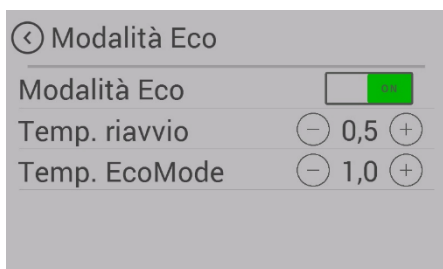 Modalità Eco
Modalità Eco ON
Temp. riavvio - 0,5 +
Temp. EcoMode - 1,0 +